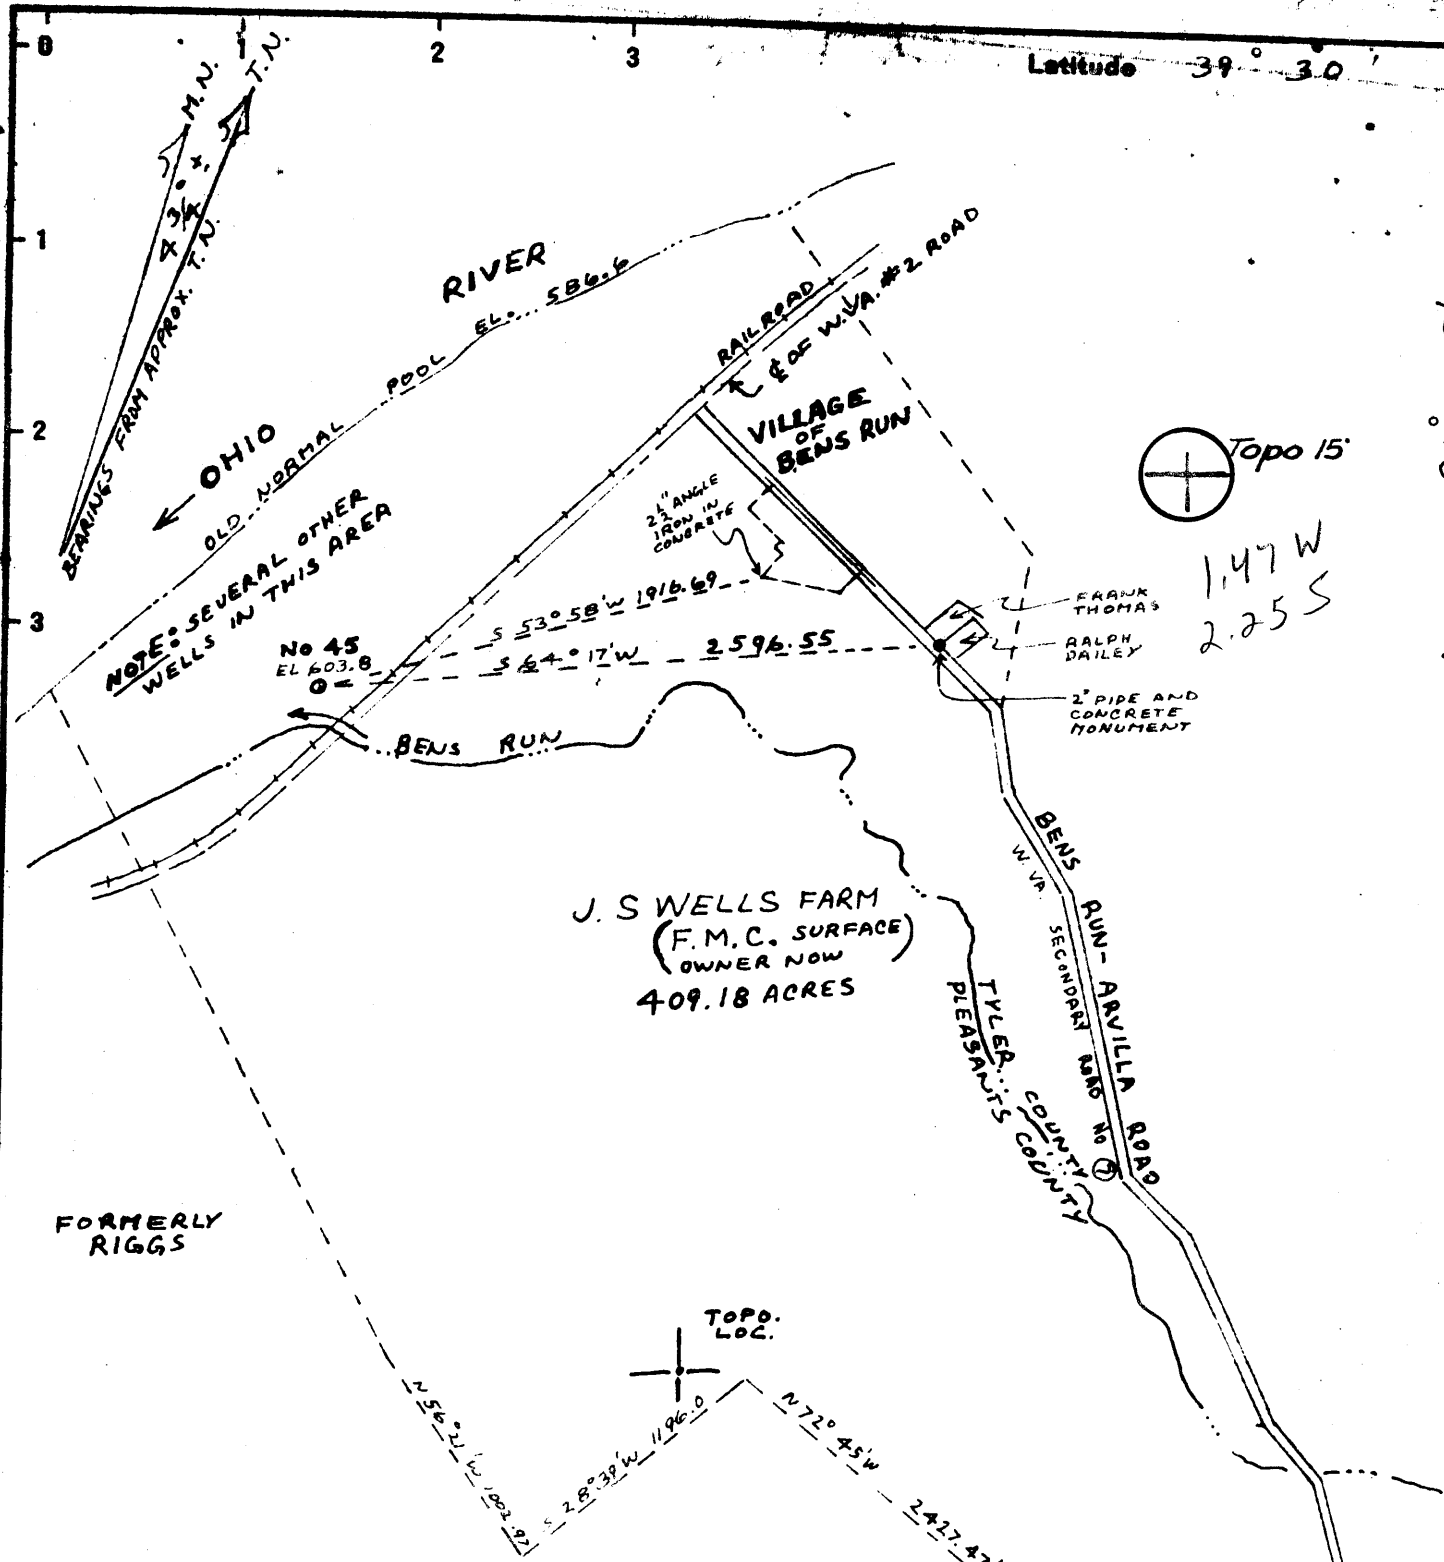 0
2
3
Latitude 39° 30'
M.N.
T.N.
4 3/4° ±
BEARINGS FROM APPROX. T.N.
1
2
3
RIVER
OHIO
OLD NORMAL POOL EL. 586.6
RAILROAD
℄ OF W.VA. #2 ROAD
VILLAGE
OF
BENS RUN
Topo 15'
1.47 W
2.25 S
2½" ANGLE
IRON IN
CONCRETE
NOTE: SEVERAL OTHER
WELLS IN THIS AREA
S 53° 58' W 1916.69
No 45
EL 603.8
S 64° 17' W 2596.55
FRANK
THOMAS
RALPH
DAILEY
2" PIPE AND
CONCRETE
MONUMENT
BENS RUN
BENS RUN-ARVILLA ROAD
W. VA. SECONDARY ROAD No
J. S WELLS FARM
(F.M.C. SURFACE
OWNER NOW)
409.18 ACRES
TYLER COUNTY
PLEASANTS COUNTY
FORMERLY
RIGGS
TOPO.
LOC.
N 56° 21' W 1003.97
S 28° 39' W 1196.0
N 72° 45' W